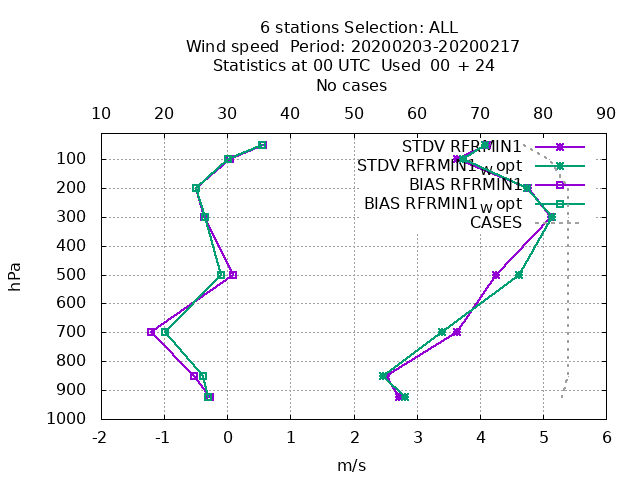 6 stations Selection: ALL
Wind speed  Period: 20200203-20200217
Statistics at 00 UTC  Used  00 + 24
No cases
10 20 30 40 50 60 70 80 90
STDV RFRMIN1
STDV RFRMIN1_W opt
BIAS RFRMIN1
BIAS RFRMIN1_W opt
CASES
100
200
300
400
500
600
700
800
900
1000
hPa
-2 -1 0 1 2 3 4 5 6
m/s